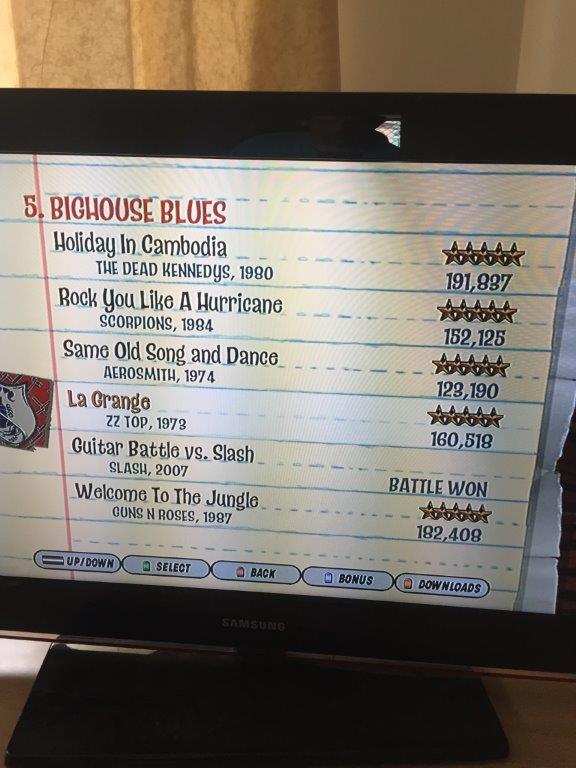 5. BIGHOUSE BLUES
Holiday In Cambodia
THE DEAD KENNEDYS, 1980
191,897
Rock You Like A Hurricane
SCORPIONS, 1984
152,125
Same Old Song and Dance
AEROSMITH, 1974
123,190
La Grange
ZZ TOP, 1973
160,518
Guitar Battle vs. Slash
SLASH, 2007
BATTLE WON
Welcome To The Jungle
GUNS N ROSES, 1987
182,408
UP/DOWN SELECT BACK BONUS DOWNLOADS
SAMSUNG